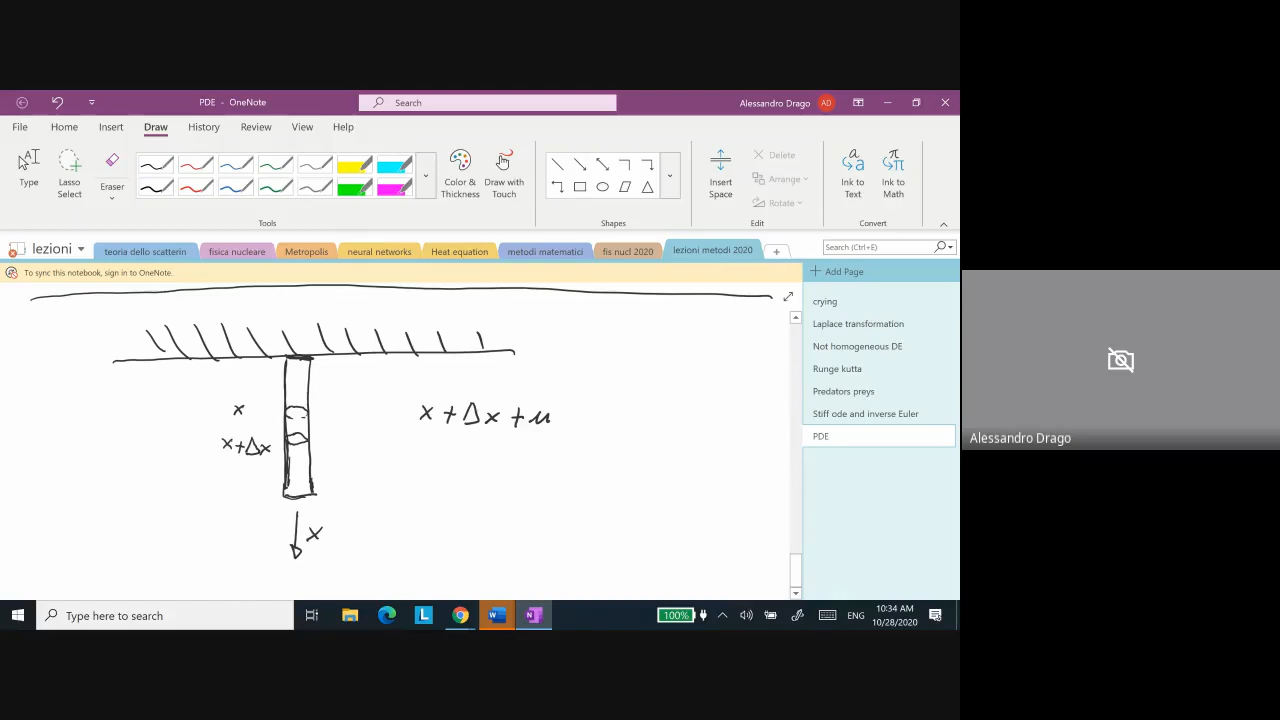 PDE - OneNote
Search
Alessandro Drago
AD
File Home Insert Draw History Review View Help
Type
Lasso Select
Eraser
Color & Thickness
Draw with Touch
Insert Space
Delete
Arrange
Rotate
Ink to Text
Ink to Math
Tools
Shapes
Edit
Convert
lezioni
teoria dello scatterin
fisica nucleare
Metropolis
neural networks
Heat equation
metodi matematici
fis nucl 2020
lezioni metodi 2020
Search (Ctrl+E)
To sync this notebook, sign in to OneNote.
Add Page
crying
Laplace transformation
Not homogeneous DE
Runge kutta
Predators preys
Stiff ode and inverse Euler
PDE
x
x+Δx
x + Δx + u
x
Alessandro Drago
Type here to search
100%
ENG
10:34 AM
10/28/2020